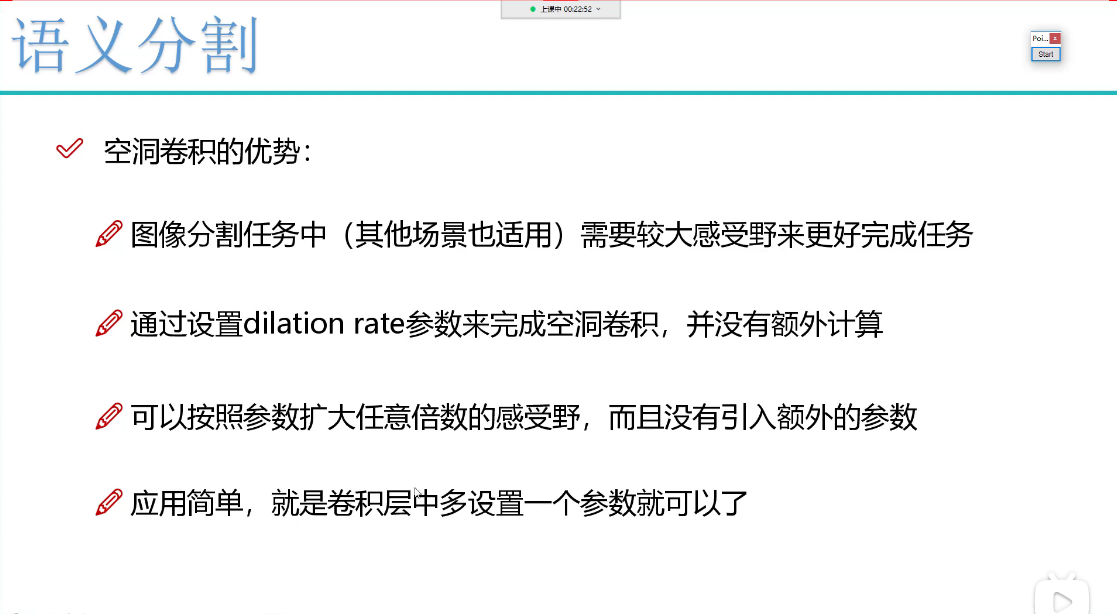 上课中 00:22:52
语义分割
Poi...
Start
空洞卷积的优势：
图像分割任务中（其他场景也适用）需要较大感受野来更好完成任务
通过设置dilation rate参数来完成空洞卷积，并没有额外计算
可以按照参数扩大任意倍数的感受野，而且没有引入额外的参数
应用简单，就是卷积层中多设置一个参数就可以了